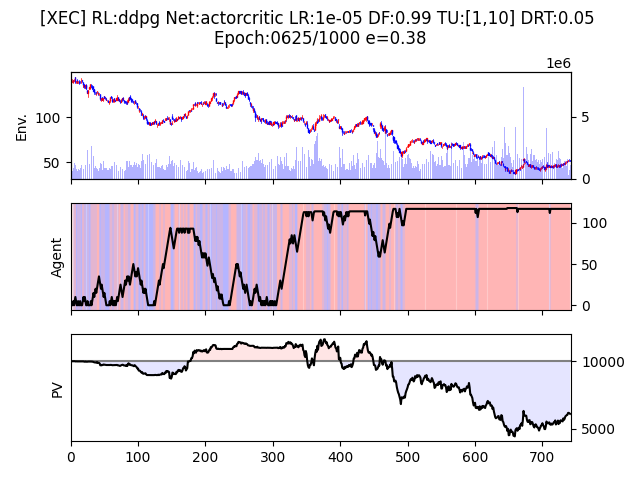 [XEC] RL:ddpg Net:actorcritic LR:1e-05 DF:0.99 TU:[1,10] DRT:0.05
Epoch:0625/1000 e=0.38
1e6
Env.
100
50
5
0
Agent
100
50
0
PV
10000
5000
0 100 200 300 400 500 600 700